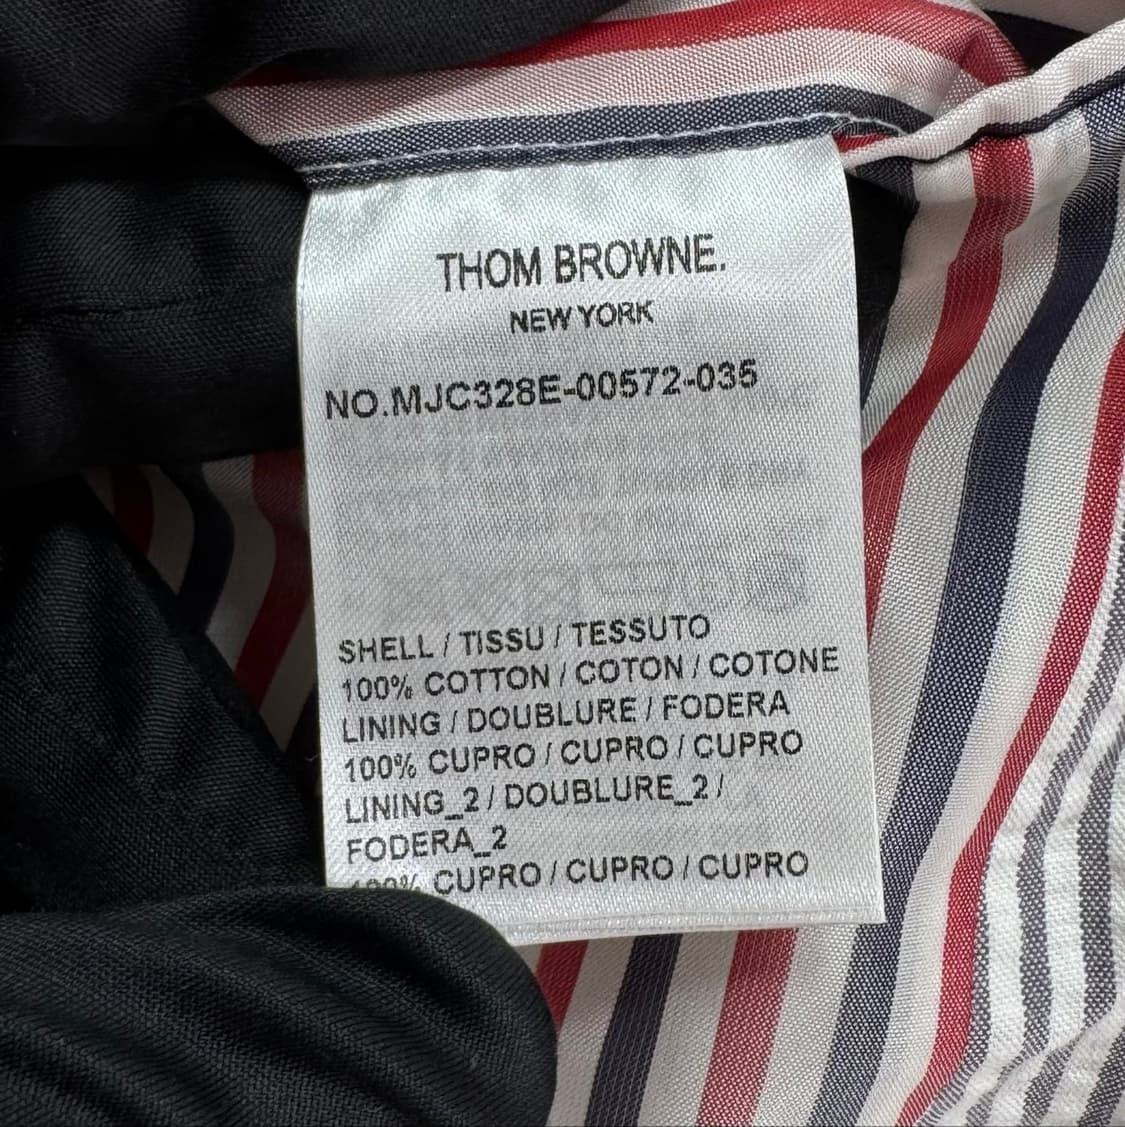 THOM BROWNE.
NEW YORK
NO.MJC328E-00572-035
SHELL / TISSU / TESSUTO
100% COTTON / COTON / COTONE
LINING / DOUBLURE / FODERA
100% CUPRO / CUPRO / CUPRO
LINING_2 / DOUBLURE_2 /
FODERA_2
100% CUPRO / CUPRO / CUPRO